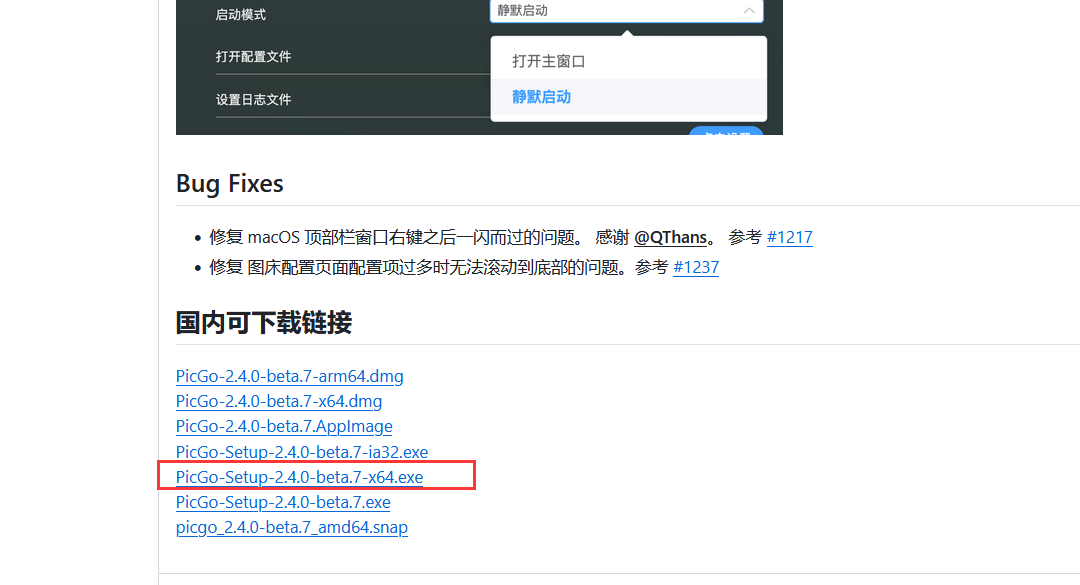 启动模式
静默启动
打开配置文件
打开主窗口
静默启动
设置日志文件
Bug Fixes
• 修复 macOS 顶部栏窗口右键之后一闪而过的问题。 感谢 @QThans。 参考 #1217
• 修复 图床配置页面配置项过多时无法滚动到底部的问题。参考 #1237
国内可下载链接
PicGo-2.4.0-beta.7-arm64.dmg
PicGo-2.4.0-beta.7-x64.dmg
PicGo-2.4.0-beta.7.AppImage
PicGo-Setup-2.4.0-beta.7-ia32.exe
PicGo-Setup-2.4.0-beta.7-x64.exe
PicGo-Setup-2.4.0-beta.7.exe
picgo_2.4.0-beta.7_amd64.snap